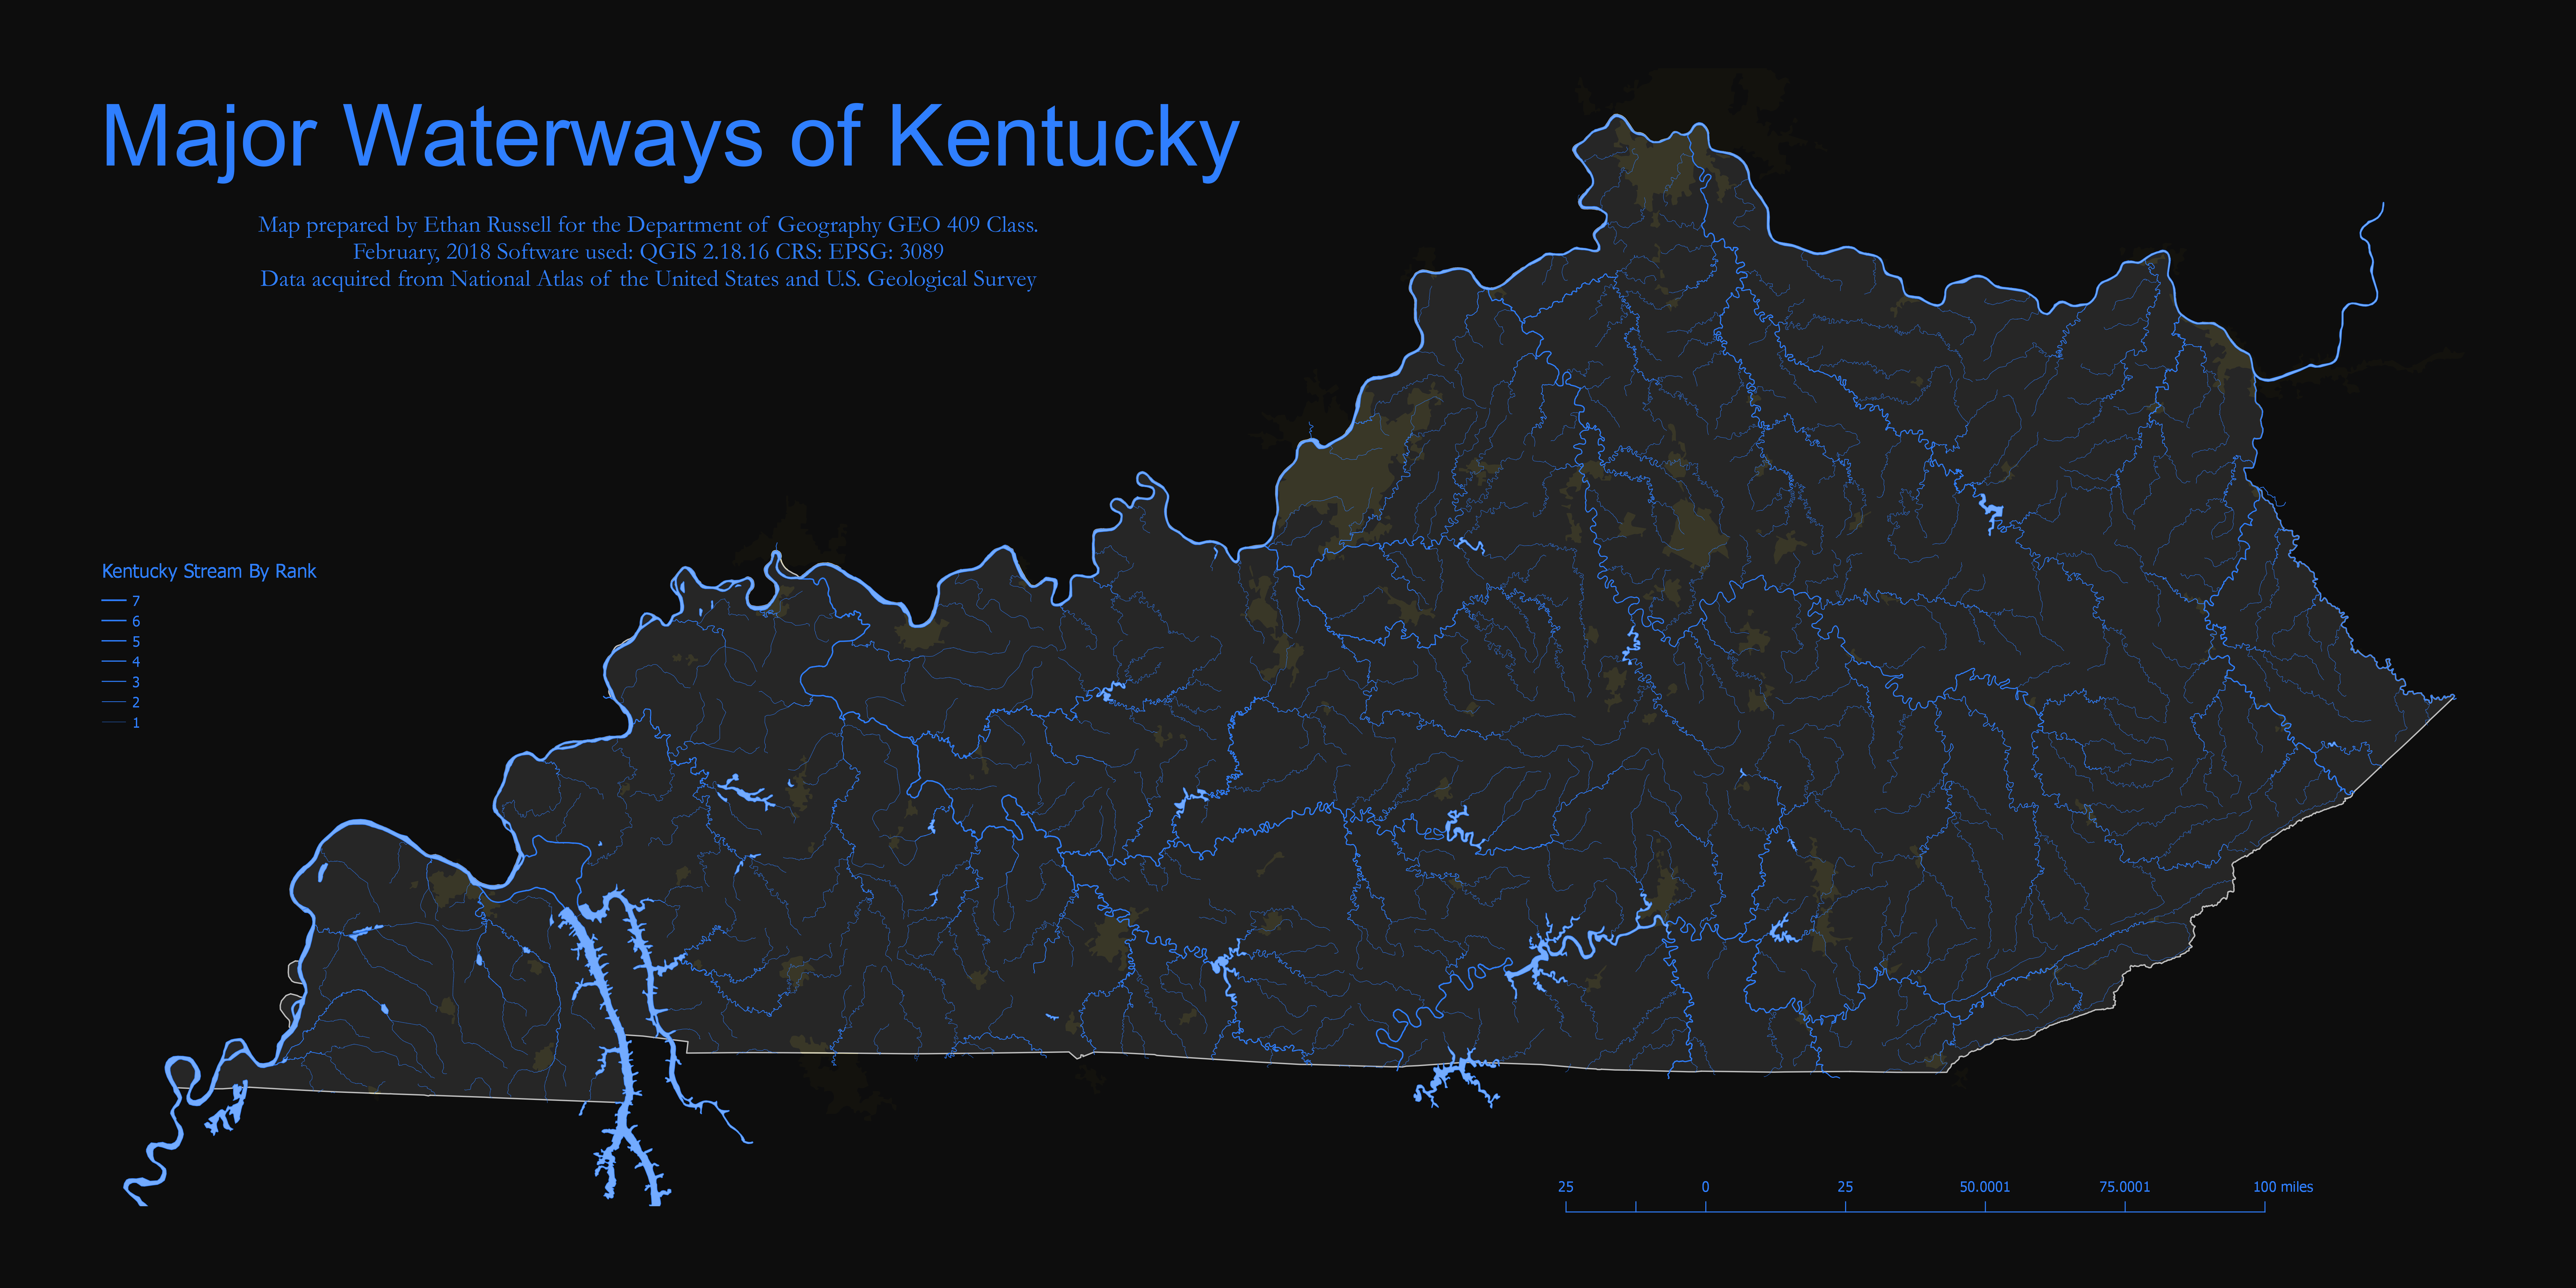 Major Waterways of Kentucky
Map prepared by Ethan Russell for the Department of Geography GEO 409 Class.
February, 2018 Software used: QGIS 2.18.16 CRS: EPSG: 3089
Data acquired from National Atlas of the United States and U.S. Geological Survey
Kentucky Stream By Rank
7
6
5
4
3
2
1
25 0 25 50.0001 75.0001 100 miles